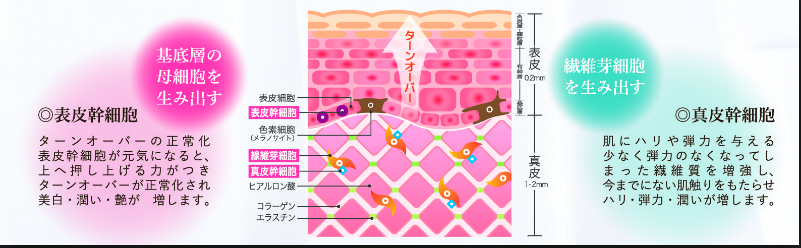 基底層の
母細胞を
生み出す
◎表皮幹細胞
ターンオーバーの正常化
表皮幹細胞が元気になると、
上へ押し上げる力がつき
ターンオーバーが正常化され
美白・潤い・艶が　増します。
ターンオーバー
表皮細胞
表皮幹細胞
色素細胞
(メラノサイト)
線維芽細胞
真皮幹細胞
ヒアルロン酸
コラーゲン
エラスチン
有棘層
基底層
表皮
0.2mm
真皮
1-2mm
繊維芽細胞
を生み出す
◎真皮幹細胞
肌にハリや弾力を与える
少なく弾力のなくなってし
まった繊維質を増強し、
今までにない肌触りをもたらせ
ハリ・弾力・潤いが増します。